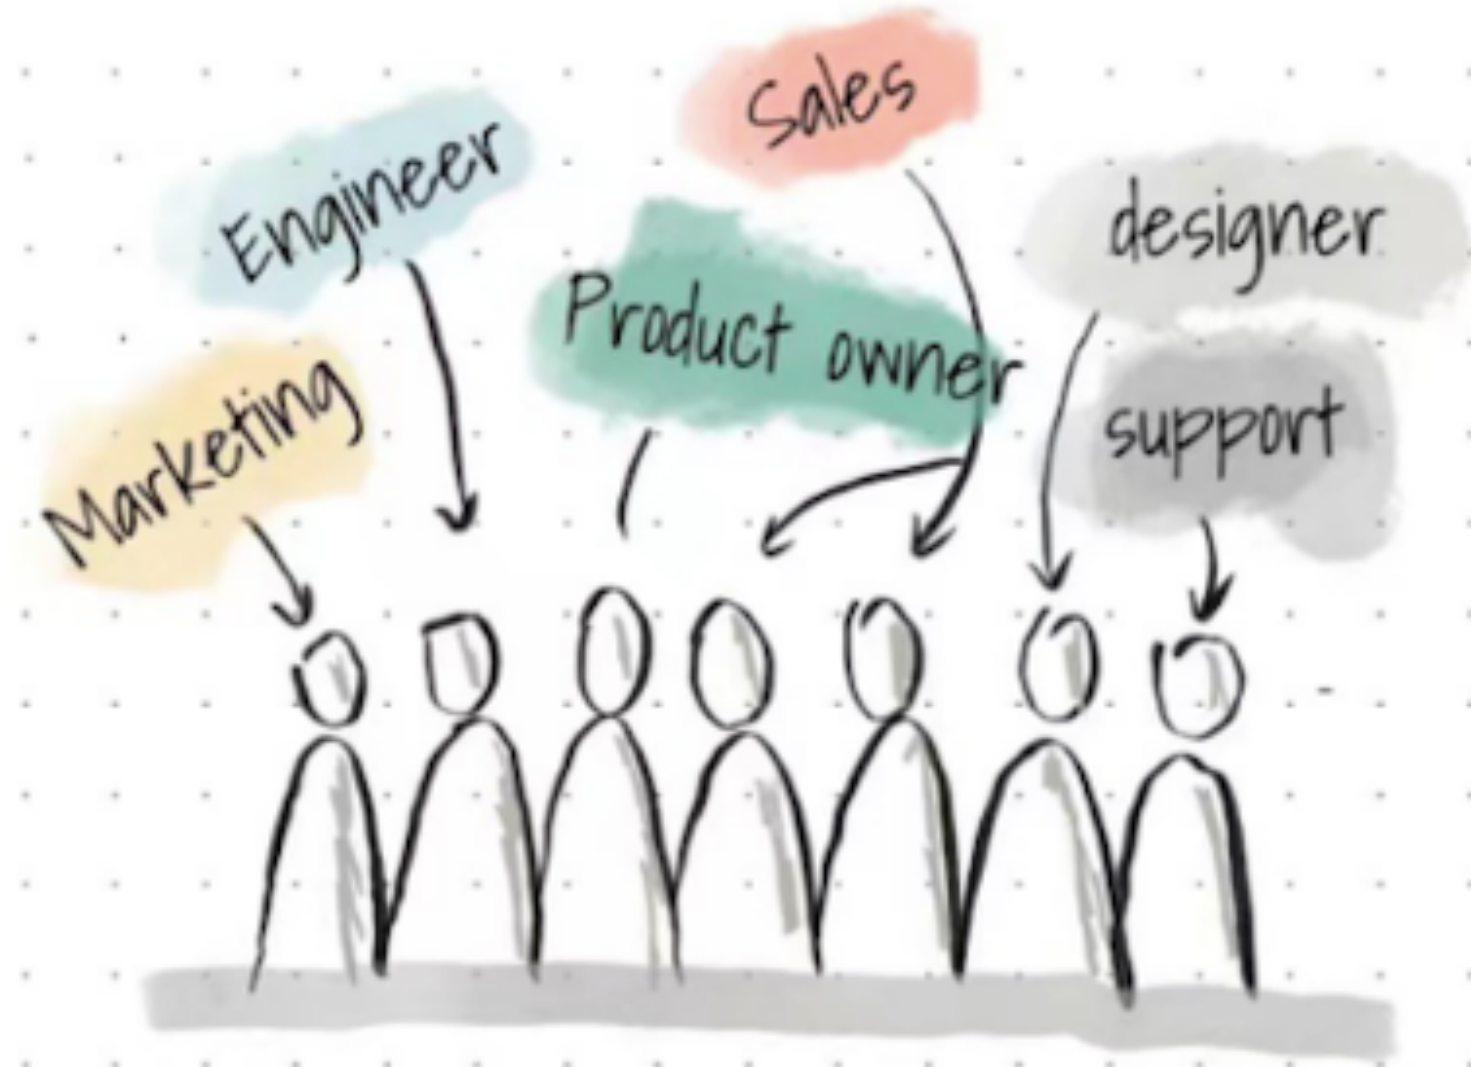 Sales
Engineer
designer
Product owner
Marketing
support